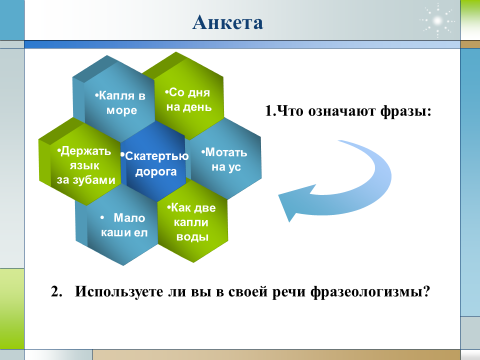 Анкета
•Капля в
море
•Со дня
на день
1.Что означают фразы:
•Держать
язык
за зубами
•Скатертью
дорога
•Мотать
на ус
• Мало
каши ел
•Как две
капли
воды
2. Используете ли вы в своей речи фразеологизмы?